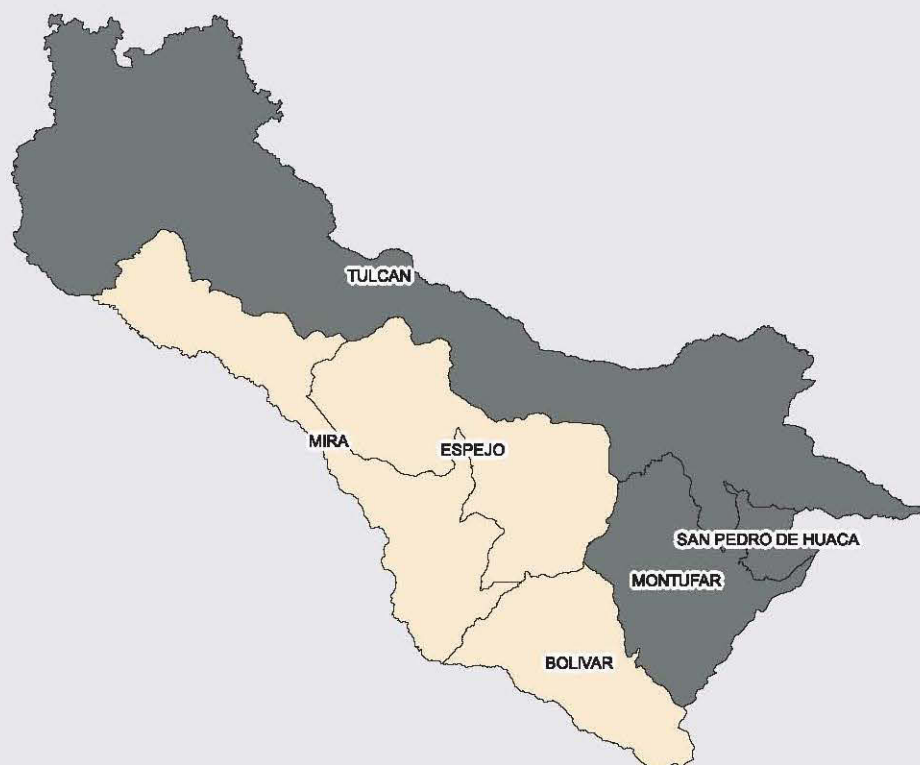 TULCAN
MIRA
ESPEJO
SAN PEDRO DE HUACA
MONTUFAR
BOLIVAR